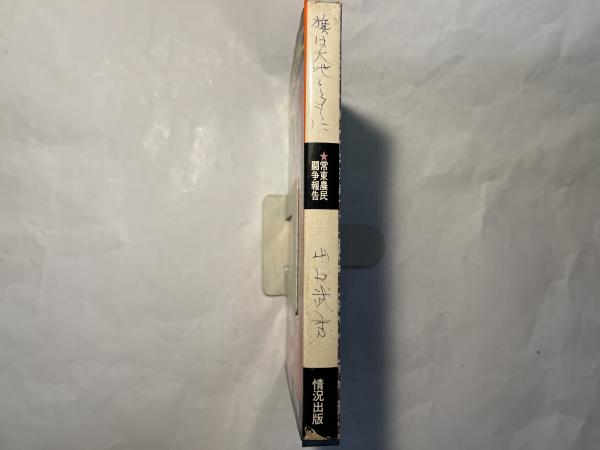 旗は大地とともに
★常東農民
闘争報告
山口武秀
情況出版